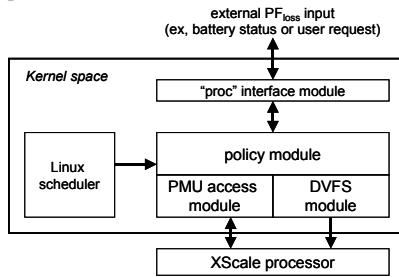 external PFloss input
(ex, battery status or user request)
Kernel space
"proc" interface module
Linux
scheduler
policy module
PMU access
module
DVFS
module
XScale processor